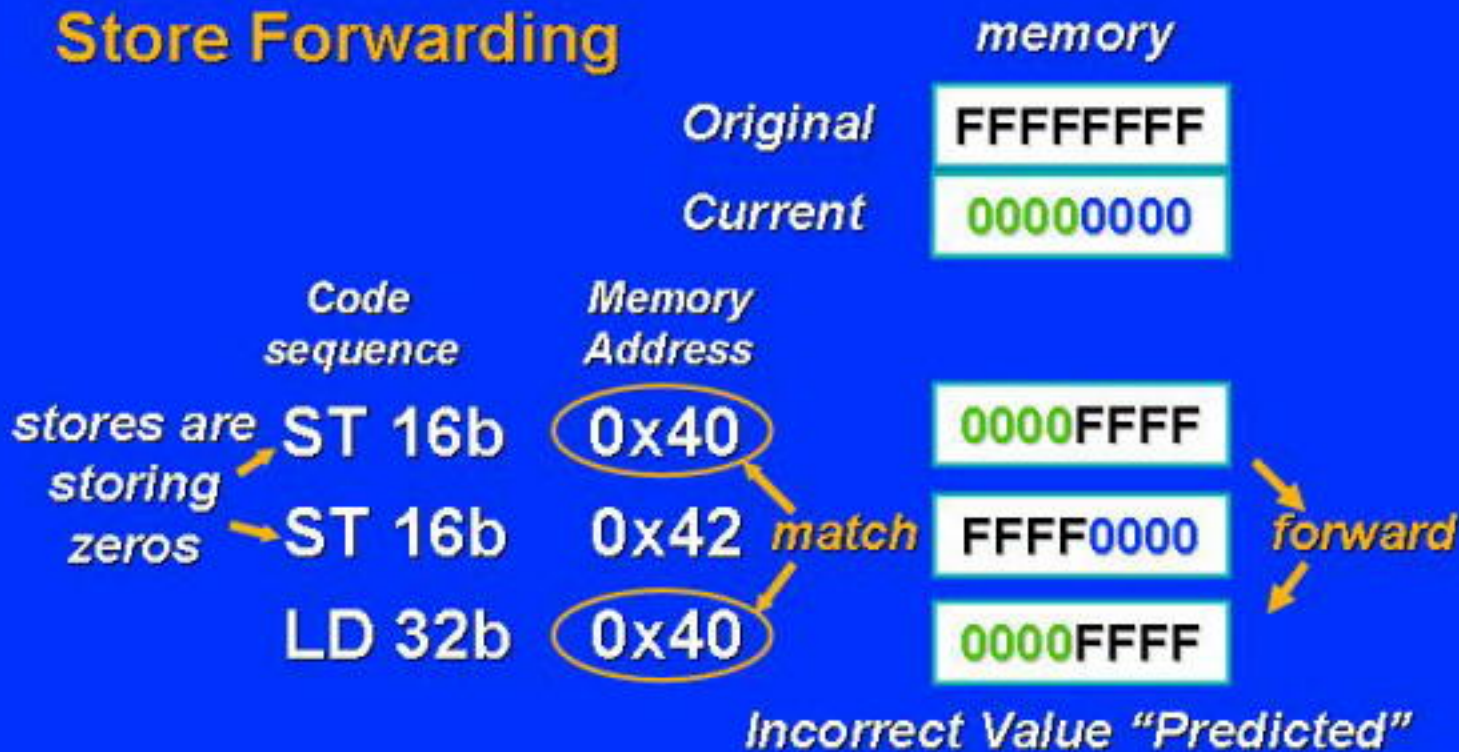 Store Forwarding
memory
Original FFFFFFFF
Current 00000000
Code Memory
sequence Address
stores are ST 16b 0x40 0000FFFF
storing
zeros ST 16b 0x42 match FFFF0000 forward
LD 32b 0x40 0000FFFF
Incorrect Value “Predicted”